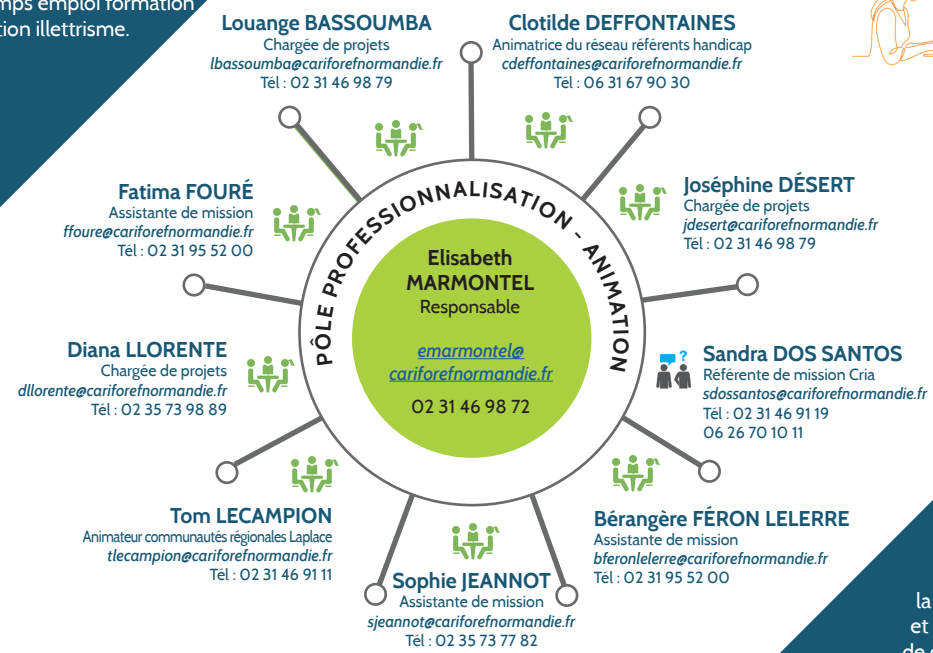 mps emploi formation
tion illettrisme.
Louange BASSOUMBA
Chargée de projets
lbassoumba@cariforefnormandie.fr
Tél : 02 31 46 98 79
Clotilde DEFFONTAINES
Animatrice du réseau référents handicap
cdeffontaines@cariforefnormandie.fr
Tél : 06 31 67 90 30
Fatima FOURÉ
Assistante de mission
ffoure@cariforefnormandie.fr
Tél : 02 31 95 52 00
Joséphine DÉSERT
Chargée de projets
jdesert@cariforefnormandie.fr
Tél : 02 31 46 98 79
PÔLE PROFESSIONNALISATION - ANIMATION
Elisabeth
MARMONTEL
Responsable
emarmontel@
cariforefnormandie.fr
02 31 46 98 72
Diana LLORENTE
Chargée de projets
dllorente@cariforefnormandie.fr
Tél : 02 35 73 98 89
?
Sandra DOS SANTOS
Référente de mission Cria
sdossantos@cariforefnormandie.fr
Tél : 02 31 46 91 19
06 26 70 10 11
Tom LECAMPION
Animateur communautés régionales Laplace
tlecampion@cariforefnormandie.fr
Tél : 02 31 46 91 11
Bérangère FÉRON LELERRE
Assistante de mission
bferonlelerre@cariforefnormandie.fr
Tél : 02 31 95 52 00
Sophie JEANNOT
Assistante de mission
sjeannot@cariforefnormandie.fr
Tél : 02 35 73 77 82
la
et